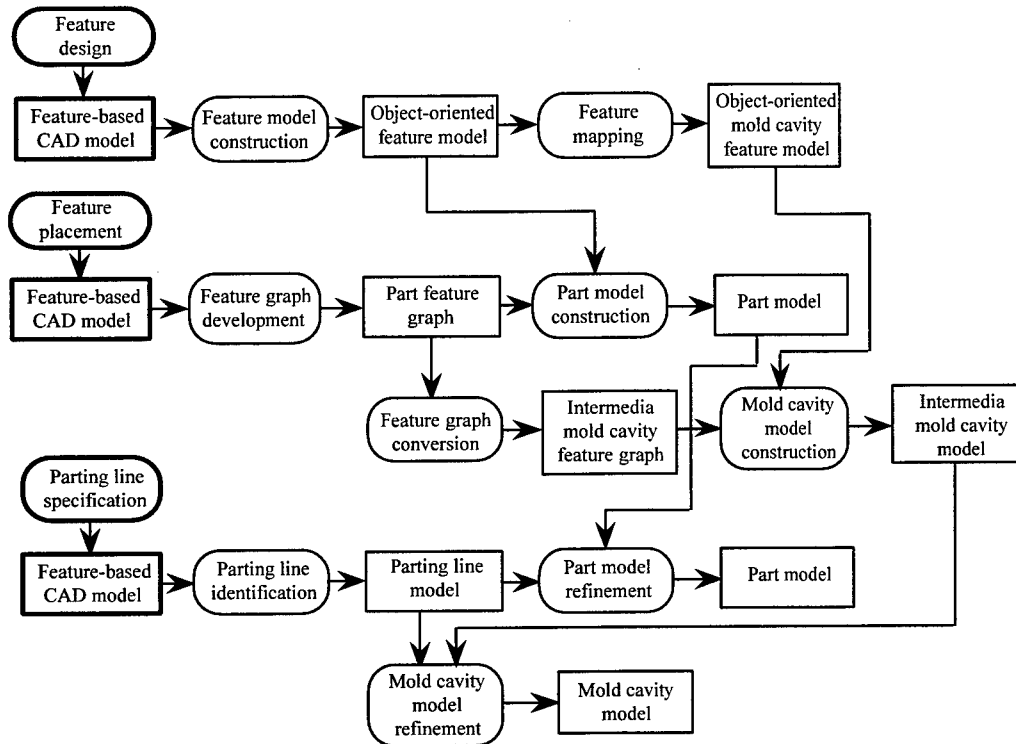 Feature
design
Feature-based
CAD model
Feature model
construction
Object-oriented
feature model
Feature
mapping
Object-oriented
mold cavity
feature model
Feature
placement
Feature-based
CAD model
Feature graph
development
Part feature
graph
Part model
construction
Part model
Feature graph
conversion
Intermedia
mold cavity
feature graph
Mold cavity
model
construction
Intermedia
mold cavity
model
Parting line
specification
Feature-based
CAD model
Parting line
identification
Parting line
model
Part model
refinement
Part model
Mold cavity
model
refinement
Mold cavity
model